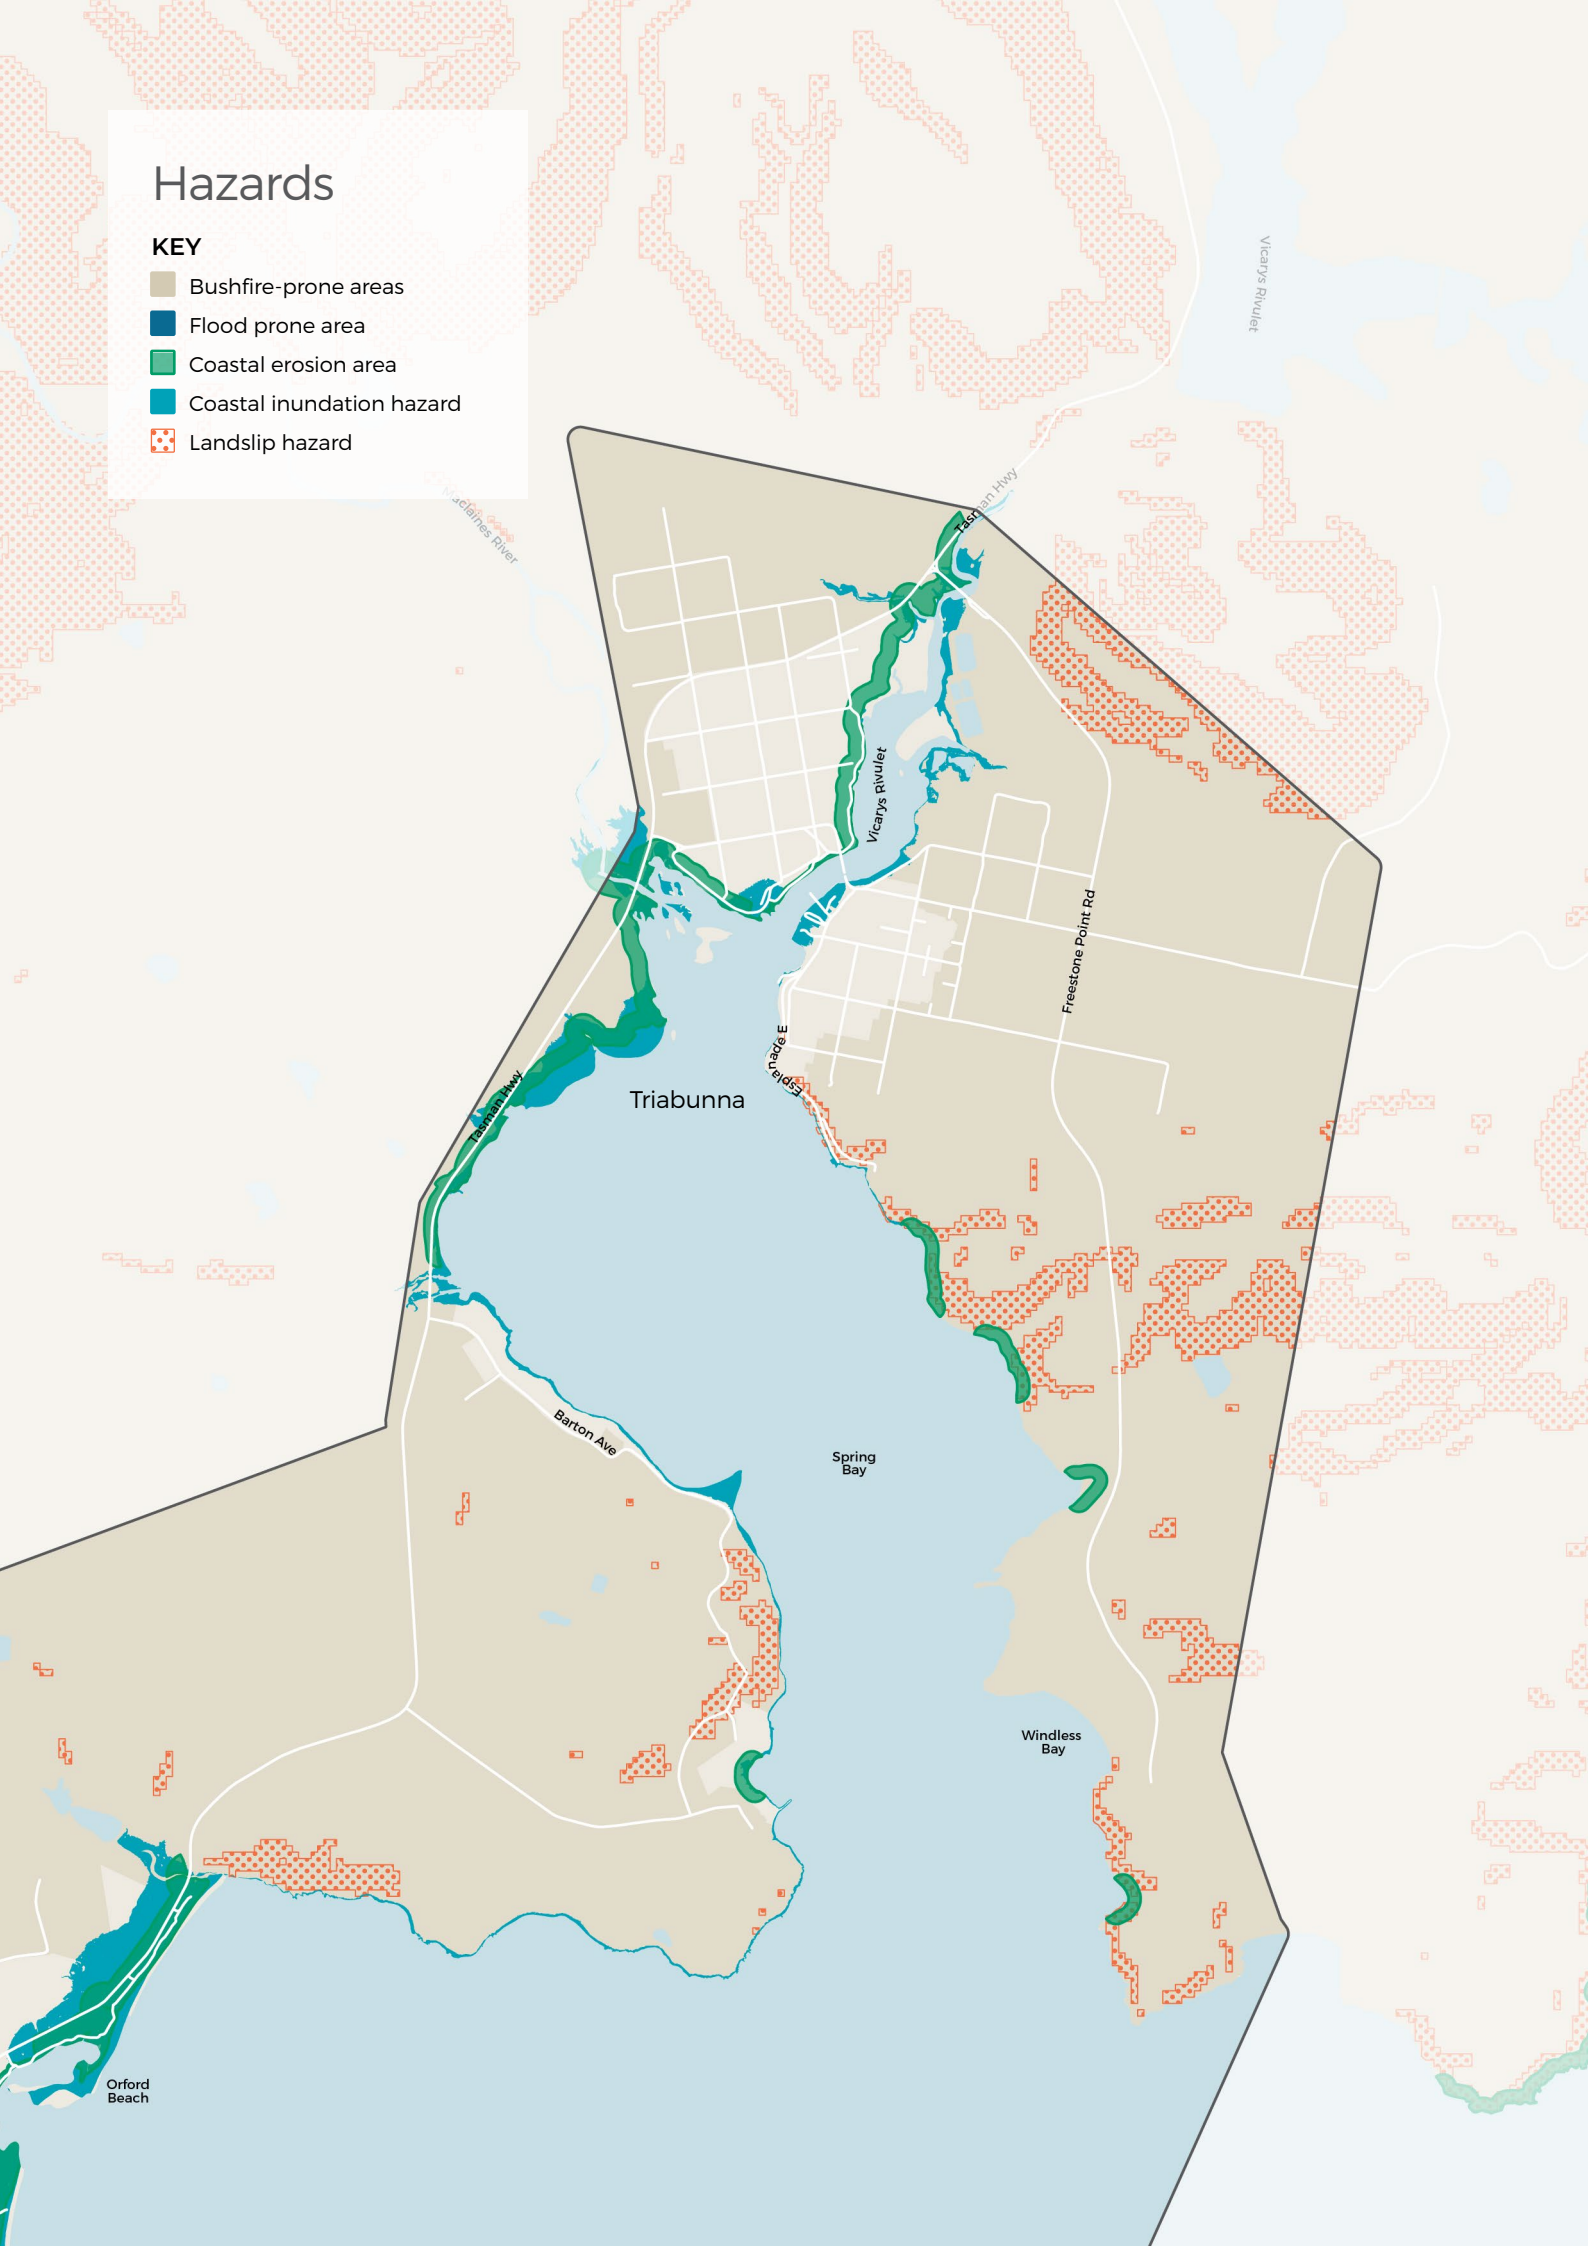 Hazards
KEY
Bushfire-prone areas
Flood prone area
Coastal erosion area
Coastal inundation hazard
Landslip hazard
Vicarys Rivulet
Maclaines River
Tasman Hwy
Vicarys Rivulet
Freestone Point Rd
Esplanade E
Tasman Hwy
Triabunna
Barton Ave
Spring
Bay
Windless
Bay
Orford
Beach